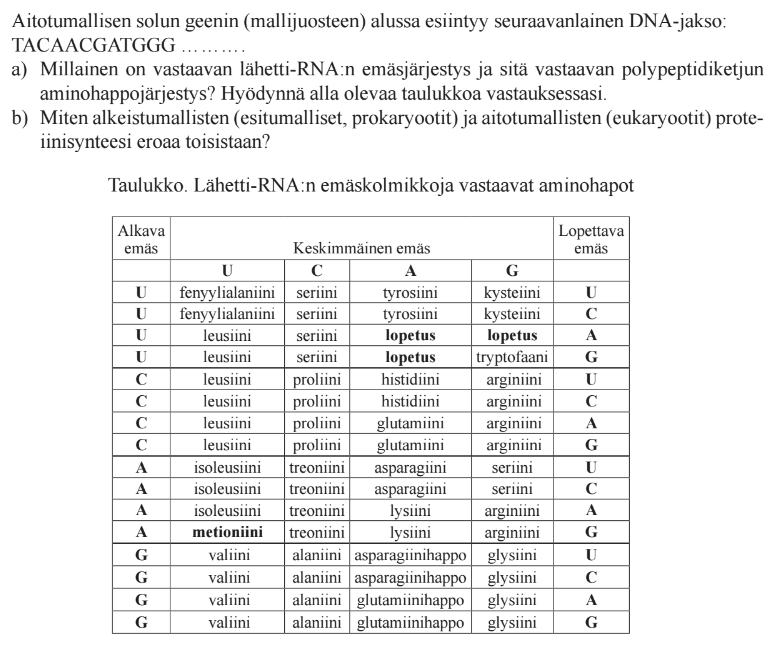 Aitotumallisen solun geenin (mallijuosteen) alussa esiintyy seuraavanlainen DNA-jakso:
TACAACGATGGG ..........
a) Millainen on vastaavan lähetti-RNA:n emäsjärjestys ja sitä vastaavan polypeptidiketjun
aminohappojärjestys? Hyödynnä alla olevaa taulukkoa vastauksessasi.
b) Miten alkeistumallisten (esitumalliset, prokaryootit) ja aitotumallisten (eukaryootit) prote-
iinisynteesi eroaa toisistaan?
Taulukko. Lähetti-RNA:n emäskolmikkoja vastaavat aminohapot
Alkava emäs Keskimmäinen emäs Lopettava emäs
U C A G
U fenyylialaniini seriini tyrosiini kysteiini U
U fenyylialaniini seriini tyrosiini kysteiini C
U leusiini seriini lopetus lopetus A
U leusiini seriini lopetus tryptofaani G
C leusiini proliini histidiini arginiini U
C leusiini proliini histidiini arginiini C
C leusiini proliini glutamiini arginiini A
C leusiini proliini glutamiini arginiini G
A isoleusiini treoniini asparagiini seriini U
A isoleusiini treoniini asparagiini seriini C
A isoleusiini treoniini lysiini arginiini A
A metioniini treoniini lysiini arginiini G
G valiini alaniini asparagiinihappo glysiini U
G valiini alaniini asparagiinihappo glysiini C
G valiini alaniini glutamiinihappo glysiini A
G valiini alaniini glutamiinihappo glysiini G